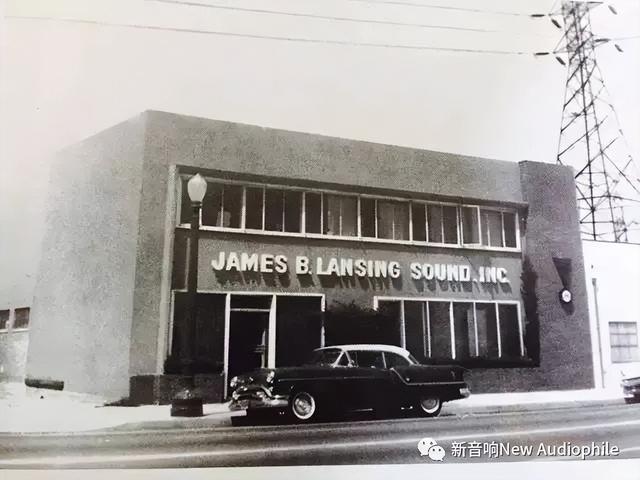 JAMES B. LANSING SOUND, INC.
新音响New Audiophile